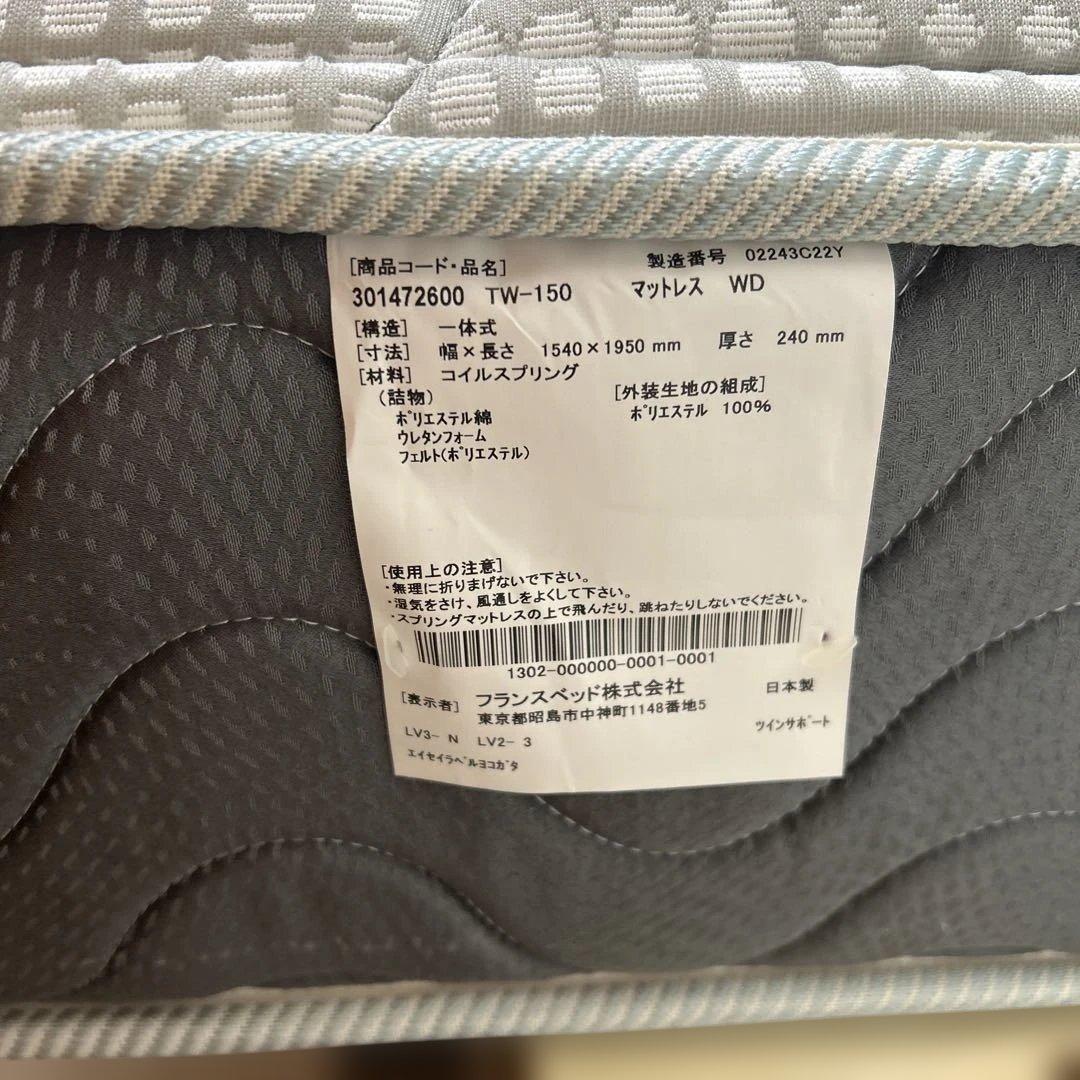 [商品コード・品名] 製造番号 02243C22Y
301472600 TW-150 マットレス WD
[構造] 一体式
[寸法] 幅×長さ 1540×1950 mm 厚さ 240 mm
[材料] コイルスプリング
(詰物) [外装生地の組成]
ポリエステル綿 ポリエステル 100%
ウレタンフォーム
フェルト(ポリエステル)
[使用上の注意]
・無理に折りまげないで下さい。
・湿気をさけ、風通しをよくして下さい。
・スプリングマットレスの上で飛んだり、跳ねたりしないでください。
1302-000000-0001-0001
[表示者] フランスベッド株式会社 日本製
東京都昭島市中神町1148番地5
LV3- N LV2- 3 ツインサポート
エイセイラベルヨコガタ